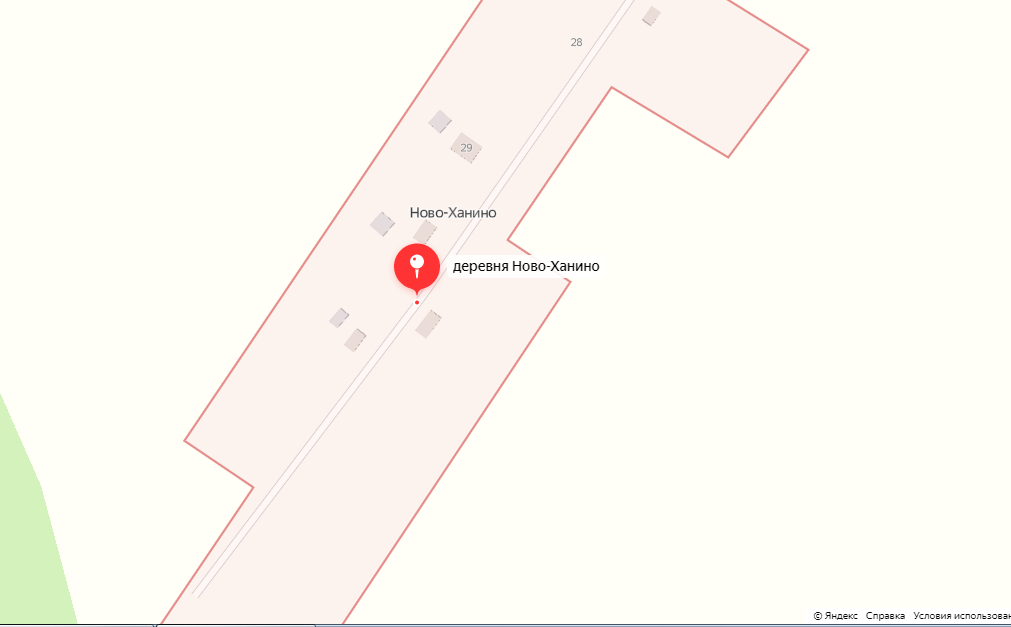 28
29
Ново-Ханино
деревня Ново-Ханино
© Яндекс Справка Условия использован